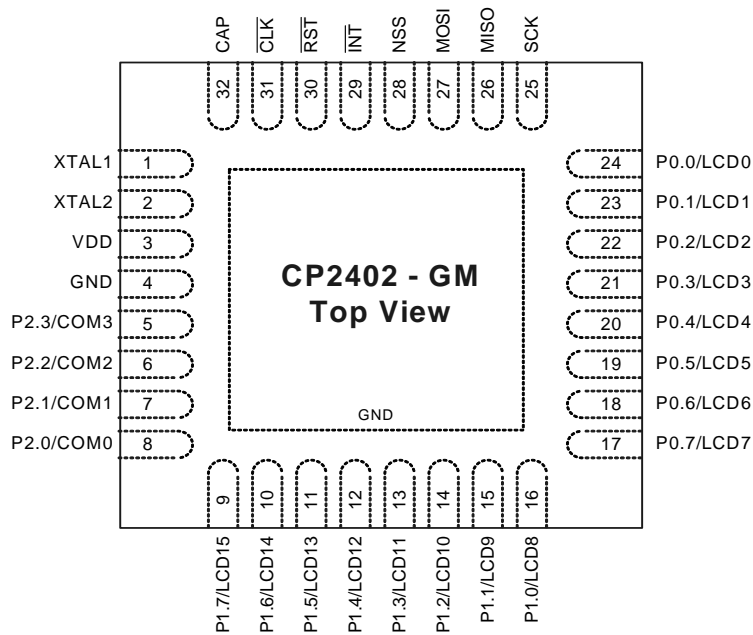 CAP
CLK
RST
INT
NSS
MOSI
MISO
SCK
32
31
30
29
28
27
26
25
XTAL1 1
XTAL2 2
VDD 3
GND 4
P2.3/COM3 5
P2.2/COM2 6
P2.1/COM1 7
P2.0/COM0 8
CP2402 - GM
Top View
GND
24 P0.0/LCD0
23 P0.1/LCD1
22 P0.2/LCD2
21 P0.3/LCD3
20 P0.4/LCD4
19 P0.5/LCD5
18 P0.6/LCD6
17 P0.7/LCD7
9
10
11
12
13
14
15
16
P1.7/LCD15
P1.6/LCD14
P1.5/LCD13
P1.4/LCD12
P1.3/LCD11
P1.2/LCD10
P1.1/LCD9
P1.0/LCD8